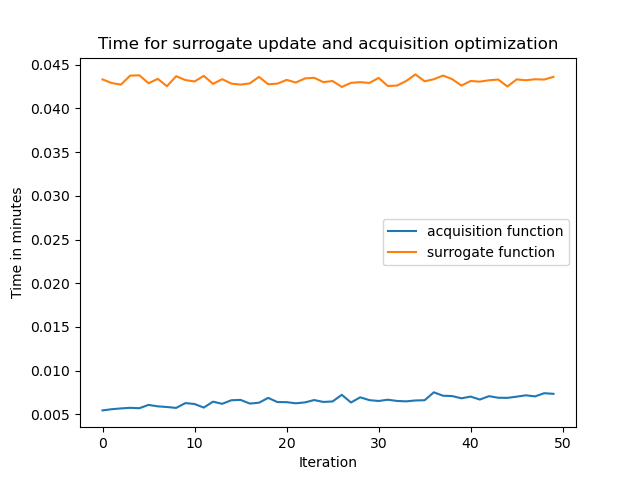 Time for surrogate update and acquisition optimization
0.045
0.040
0.035
0.030
0.025
0.020
0.015
0.010
0.005
Time in minutes
acquisition function
surrogate function
0 10 20 30 40 50
Iteration